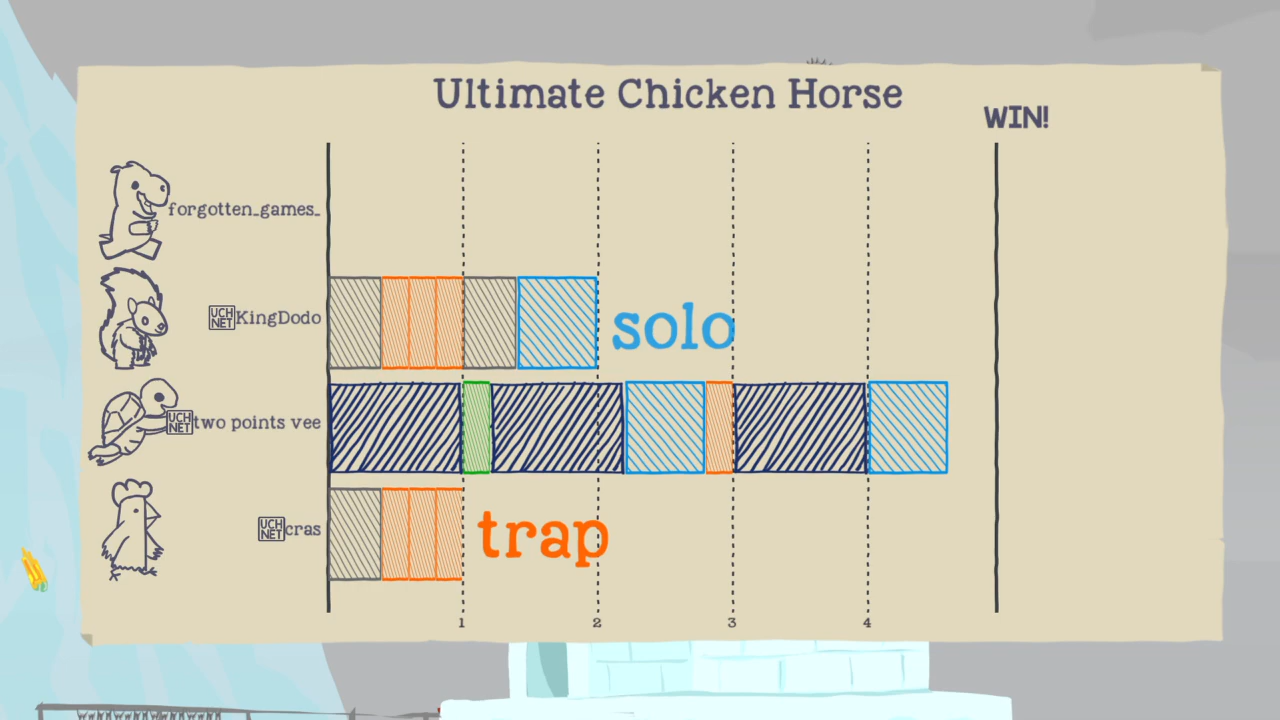 Ultimate Chicken Horse
WIN!
forgotten_games_
UCH NET KingDodo
solo
UCH NET two points vee
UCH NET cras
trap
1 2 3 4